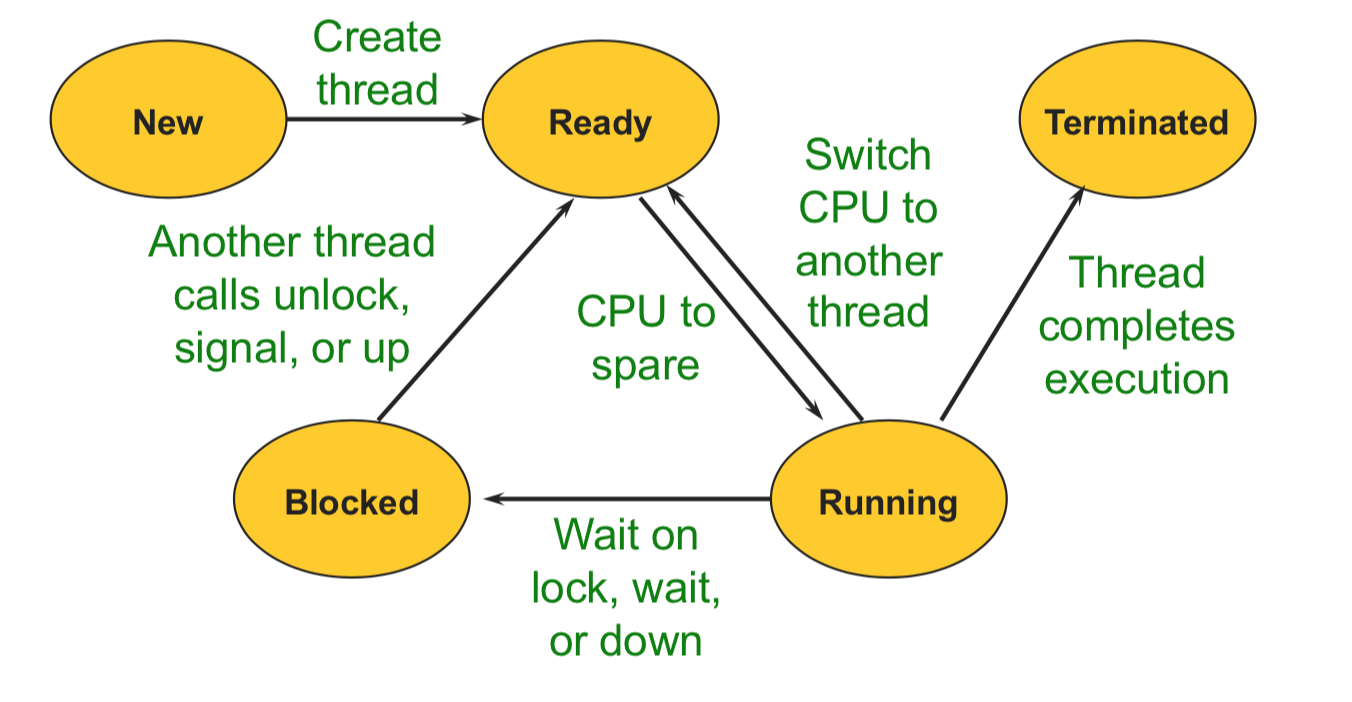 Create
thread
New
Ready
Terminated
Switch
CPU to
another
thread
Another thread
calls unlock,
signal, or up
CPU to
spare
Thread
completes
execution
Blocked
Running
Wait on
lock, wait,
or down